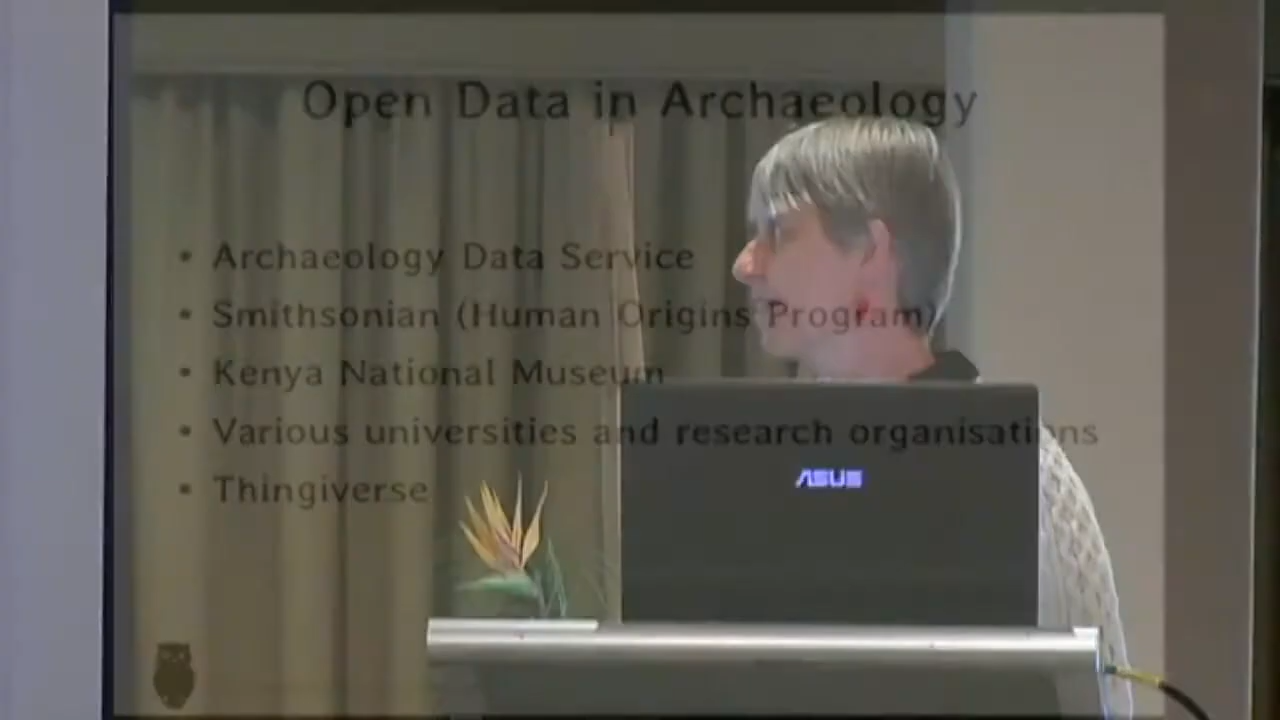 Open Data in Archaeology
• Archaeology Data Service
• Smithsonian (Human Origins Program)
• Kenya National Museum
• Various universities and research organisations
• Thingiverse
ASUS